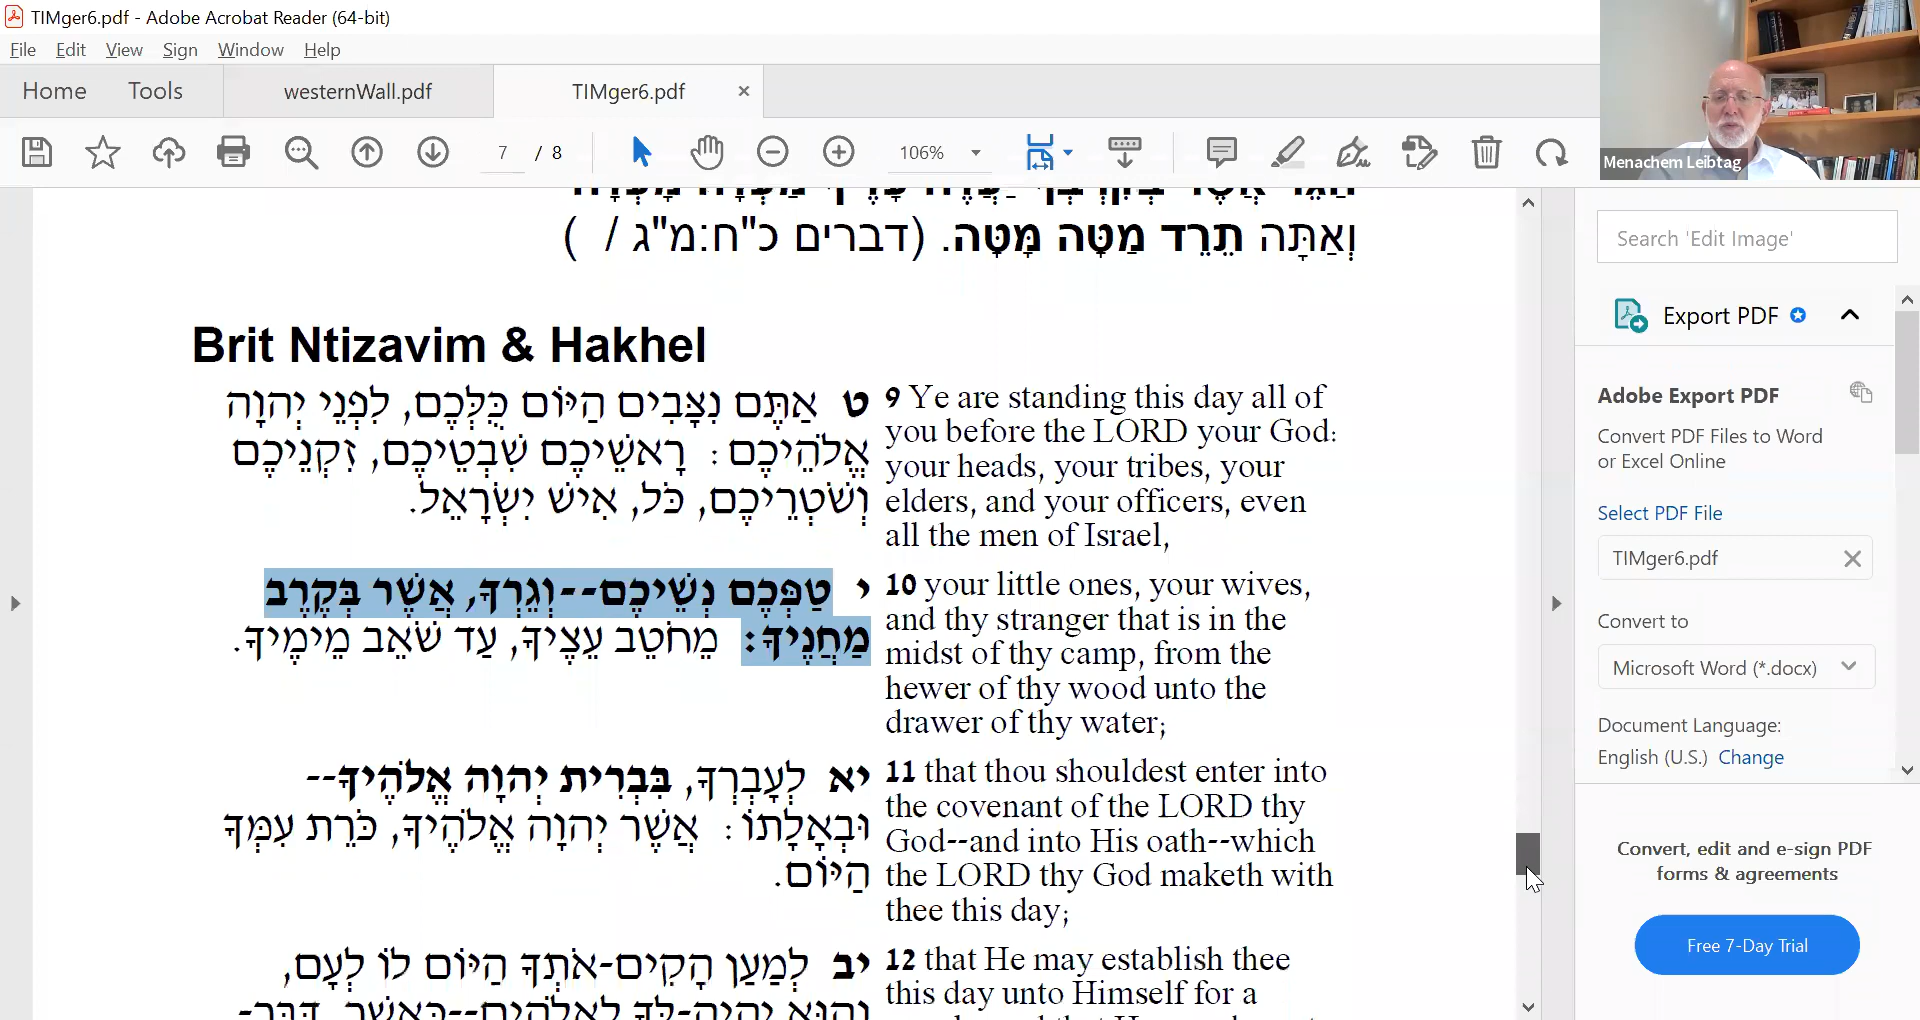 TIMger6.pdf - Adobe Acrobat Reader (64-bit)
File Edit View Sign Window Help
Home Tools westernWall.pdf TIMger6.pdf ×
7 / 8 106%
Menachem Leibtag
וְאַתָּה תֵרֵד מַטָּה מָּטָּה. (דברים כ"ח:מ"ג / )
Brit Ntizavim & Hakhel
ט אַתֶּם נִצָּבִים הַיּוֹם כֻּלְּכֶם, לִפְנֵי יְהוָה
אֱלֹהֵיכֶם: רָאשֵׁיכֶם שִׁבְטֵיכֶם, זִקְנֵיכֶם
וְשֹׁטְרֵיכֶם, כֹּל, אִישׁ יִשְׂרָאֵל.
9 Ye are standing this day all of
you before the LORD your God:
your heads, your tribes, your
elders, and your officers, even
all the men of Israel,
י טַפְּכֶם נְשֵׁיכֶם--וְגֵרְךָ, אֲשֶׁר בְּקֶרֶב
מַחֲנֶיךָ: מֵחֹטֵב עֵצֶיךָ, עַד שֹׁאֵב מֵימֶיךָ.
10 your little ones, your wives,
and thy stranger that is in the
midst of thy camp, from the
hewer of thy wood unto the
drawer of thy water;
יא לְעָבְרְךָ, בִּבְרִית יְהוָה אֱלֹהֶיךָ--
וּבְאָלָתוֹ: אֲשֶׁר יְהוָה אֱלֹהֶיךָ, כֹּרֵת עִמְּךָ
הַיּוֹם.
11 that thou shouldest enter into
the covenant of the LORD thy
God--and into His oath--which
the LORD thy God maketh with
thee this day;
יב לְמַעַן הָקִים-אֹתְךָ הַיּוֹם לוֹ לְעָם,
וְהוּא יִהְיֶה-לְּךָ לֵאלֹהִים--כַּאֲשֶׁר, דִּבֶּר-
12 that He may establish thee
this day unto Himself for a
Search 'Edit Image'
Export PDF
Adobe Export PDF
Convert PDF Files to Word
or Excel Online
Select PDF File
TIMger6.pdf
Convert to
Microsoft Word (*.docx)
Document Language:
English (U.S.) Change
Convert, edit and e-sign PDF
forms & agreements
Free 7-Day Trial